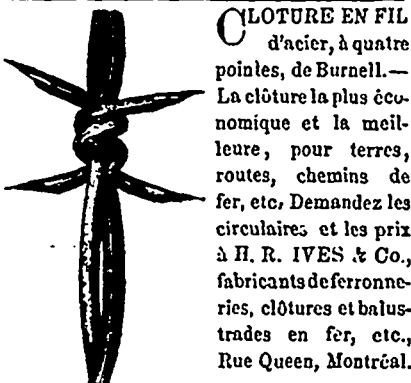 CLOTURE EN FIL
d'acier, à quatre
pointes, de Burnell.—
La clôture la plus éco-
nomique et la meil-
leure, pour terres,
routes, chemins de
fer, etc, Demandez les
circulaires et les prix
à H. R. IVES & Co.,
fabricants de ferronne-
ries, clôtures et balus-
trades en fer, etc.,
Rue Queen, Montréal.